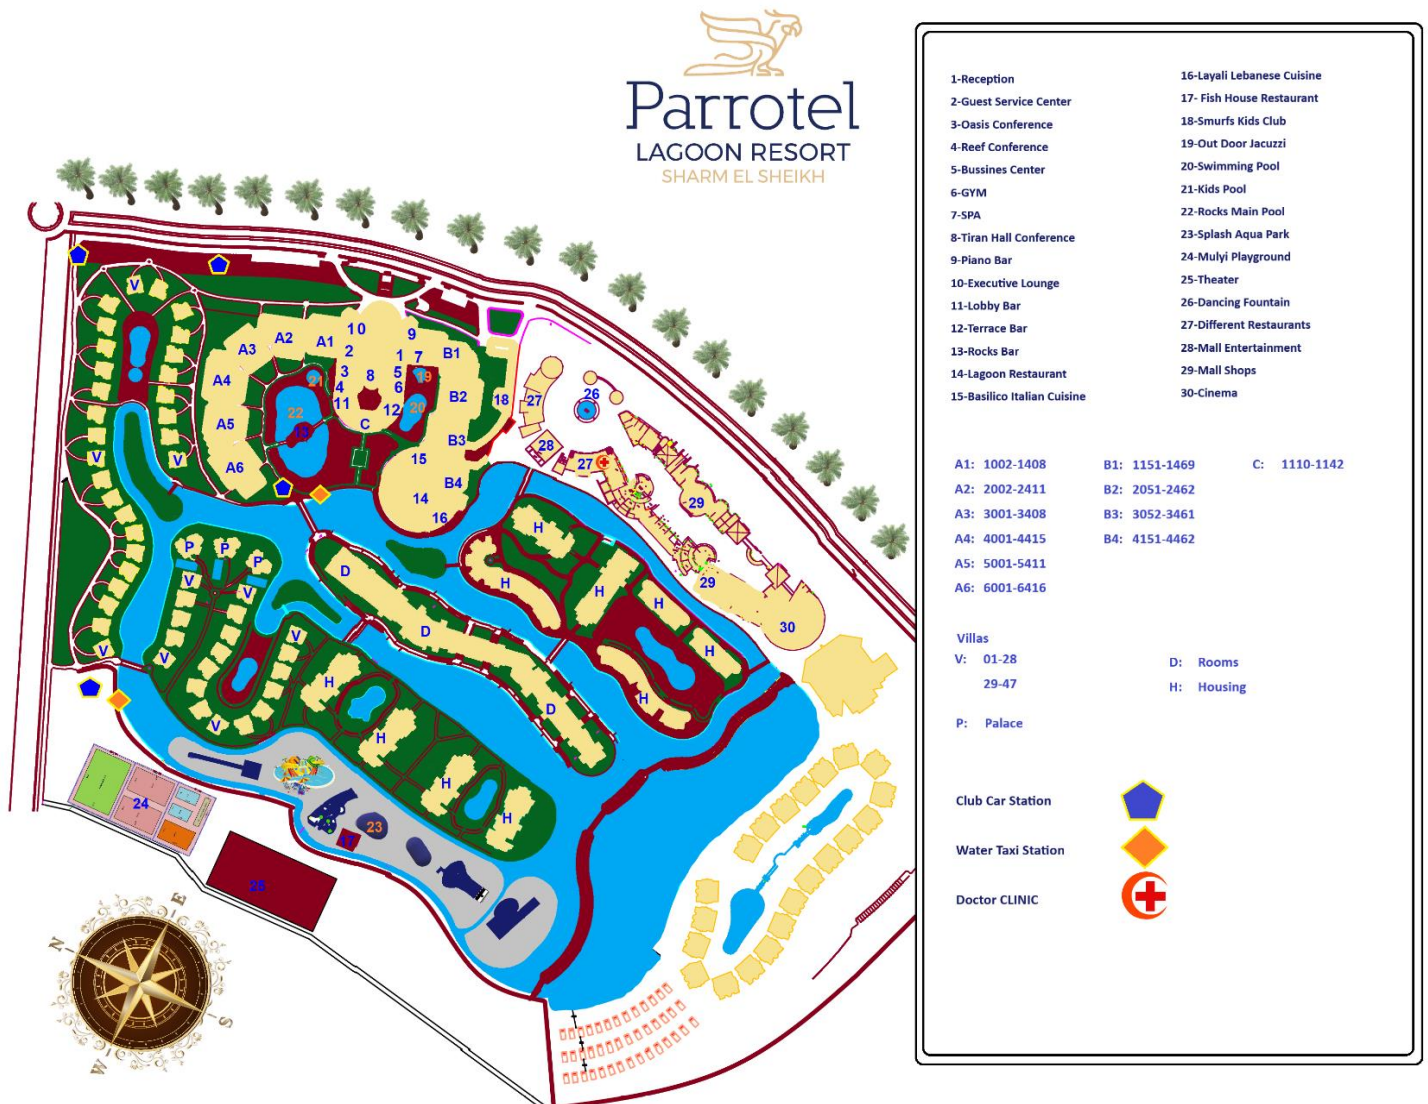 Parrotel
LAGOON RESORT
SHARM EL SHEIKH
1-Reception
2-Guest Service Center
3-Oasis Conference
4-Reef Conference
5-Bussines Center
6-GYM
7-SPA
8-Tiran Hall Conference
9-Piano Bar
10-Executive Lounge
11-Lobby Bar
12-Terrace Bar
13-Rocks Bar
14-Lagoon Restaurant
15-Basilico Italian Cuisine
16-Layali Lebanese Cuisine
17- Fish House Restaurant
18-Smurfs Kids Club
19-Out Door Jacuzzi
20-Swimming Pool
21-Kids Pool
22-Rocks Main Pool
23-Splash Aqua Park
24-Mulyi Playground
25-Theater
26-Dancing Fountain
27-Different Restaurants
28-Mall Entertainment
29-Mall Shops
30-Cinema
A1: 1002-1408
A2: 2002-2411
A3: 3001-3408
A4: 4001-4415
A5: 5001-5411
A6: 6001-6416
B1: 1151-1469
B2: 2051-2462
B3: 3052-3461
B4: 4151-4462
C: 1110-1142
Villas
V: 01-28
29-47
P: Palace
D: Rooms
H: Housing
Club Car Station
Water Taxi Station
Doctor CLINIC
V
10
9
A2
A1
A3
2
1
7
B1
3
8
5
19
21
4
6
A4
11
12
20
B2
18
22
13
C
A5
B3
A6
15
B4
14
16
26
27
28
27
29
29
30
V
V
P
P
P
V
V
V
V
V
V
D
D
D
H
H
H
H
H
H
H
H
H
H
24
23
17
25
N
E
S
W